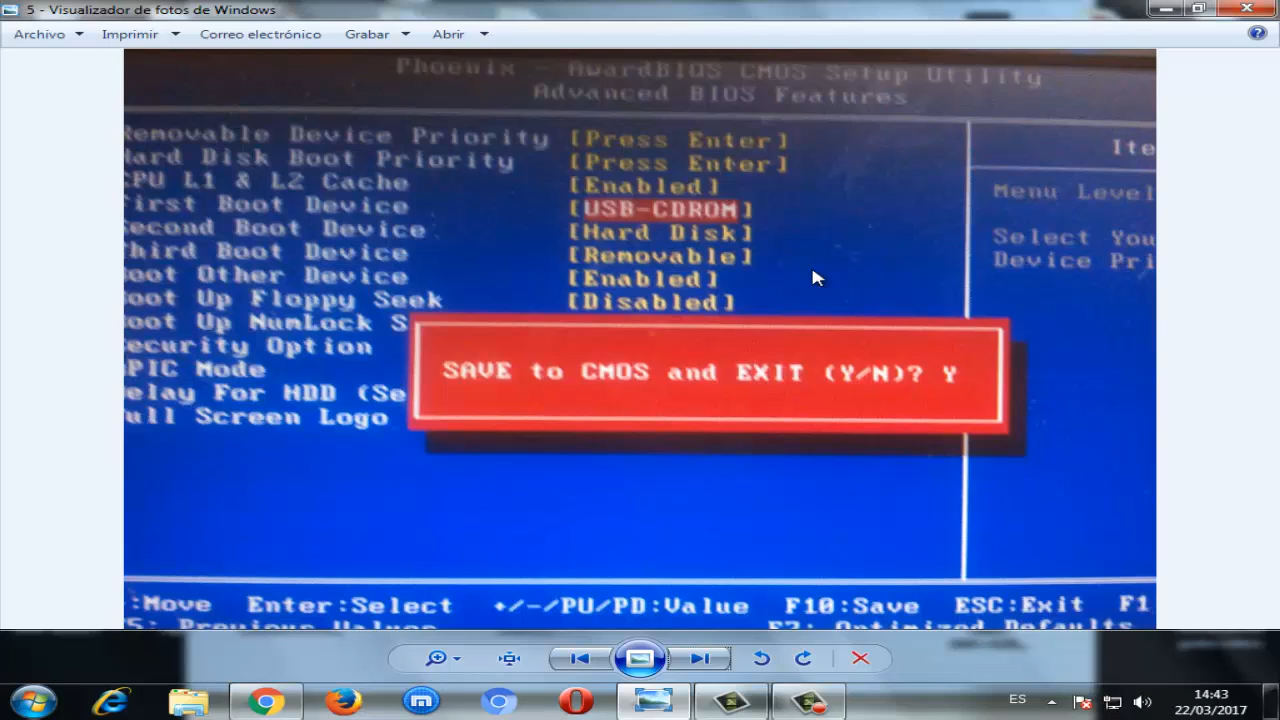 5 - Visualizador de fotos de Windows
Archivo Imprimir Correo electrónico Grabar Abrir
Phoenix - AwardBIOS CMOS Setup Utility
Advanced BIOS Features
Removable Device Priority [Press Enter]
Hard Disk Boot Priority [Press Enter]
CPU L1 & L2 Cache [Enabled]
First Boot Device [USB-CDROM]
Second Boot Device [Hard Disk]
Third Boot Device [Removable]
Boot Other Device [Enabled]
Boot Up Floppy Seek [Disabled]
Boot Up NumLock S
Security Option
APIC Mode
Delay For HDD (Se
Full Screen Logo
Ite
Menu Level
Select You
Device Pri
SAVE to CMOS and EXIT (Y/N)? Y
:Move Enter:Select +/-/PU/PD:Value F10:Save ESC:Exit F1
F5: Previous Values F7: Optimized Defaults
ES
14:43
22/03/2017